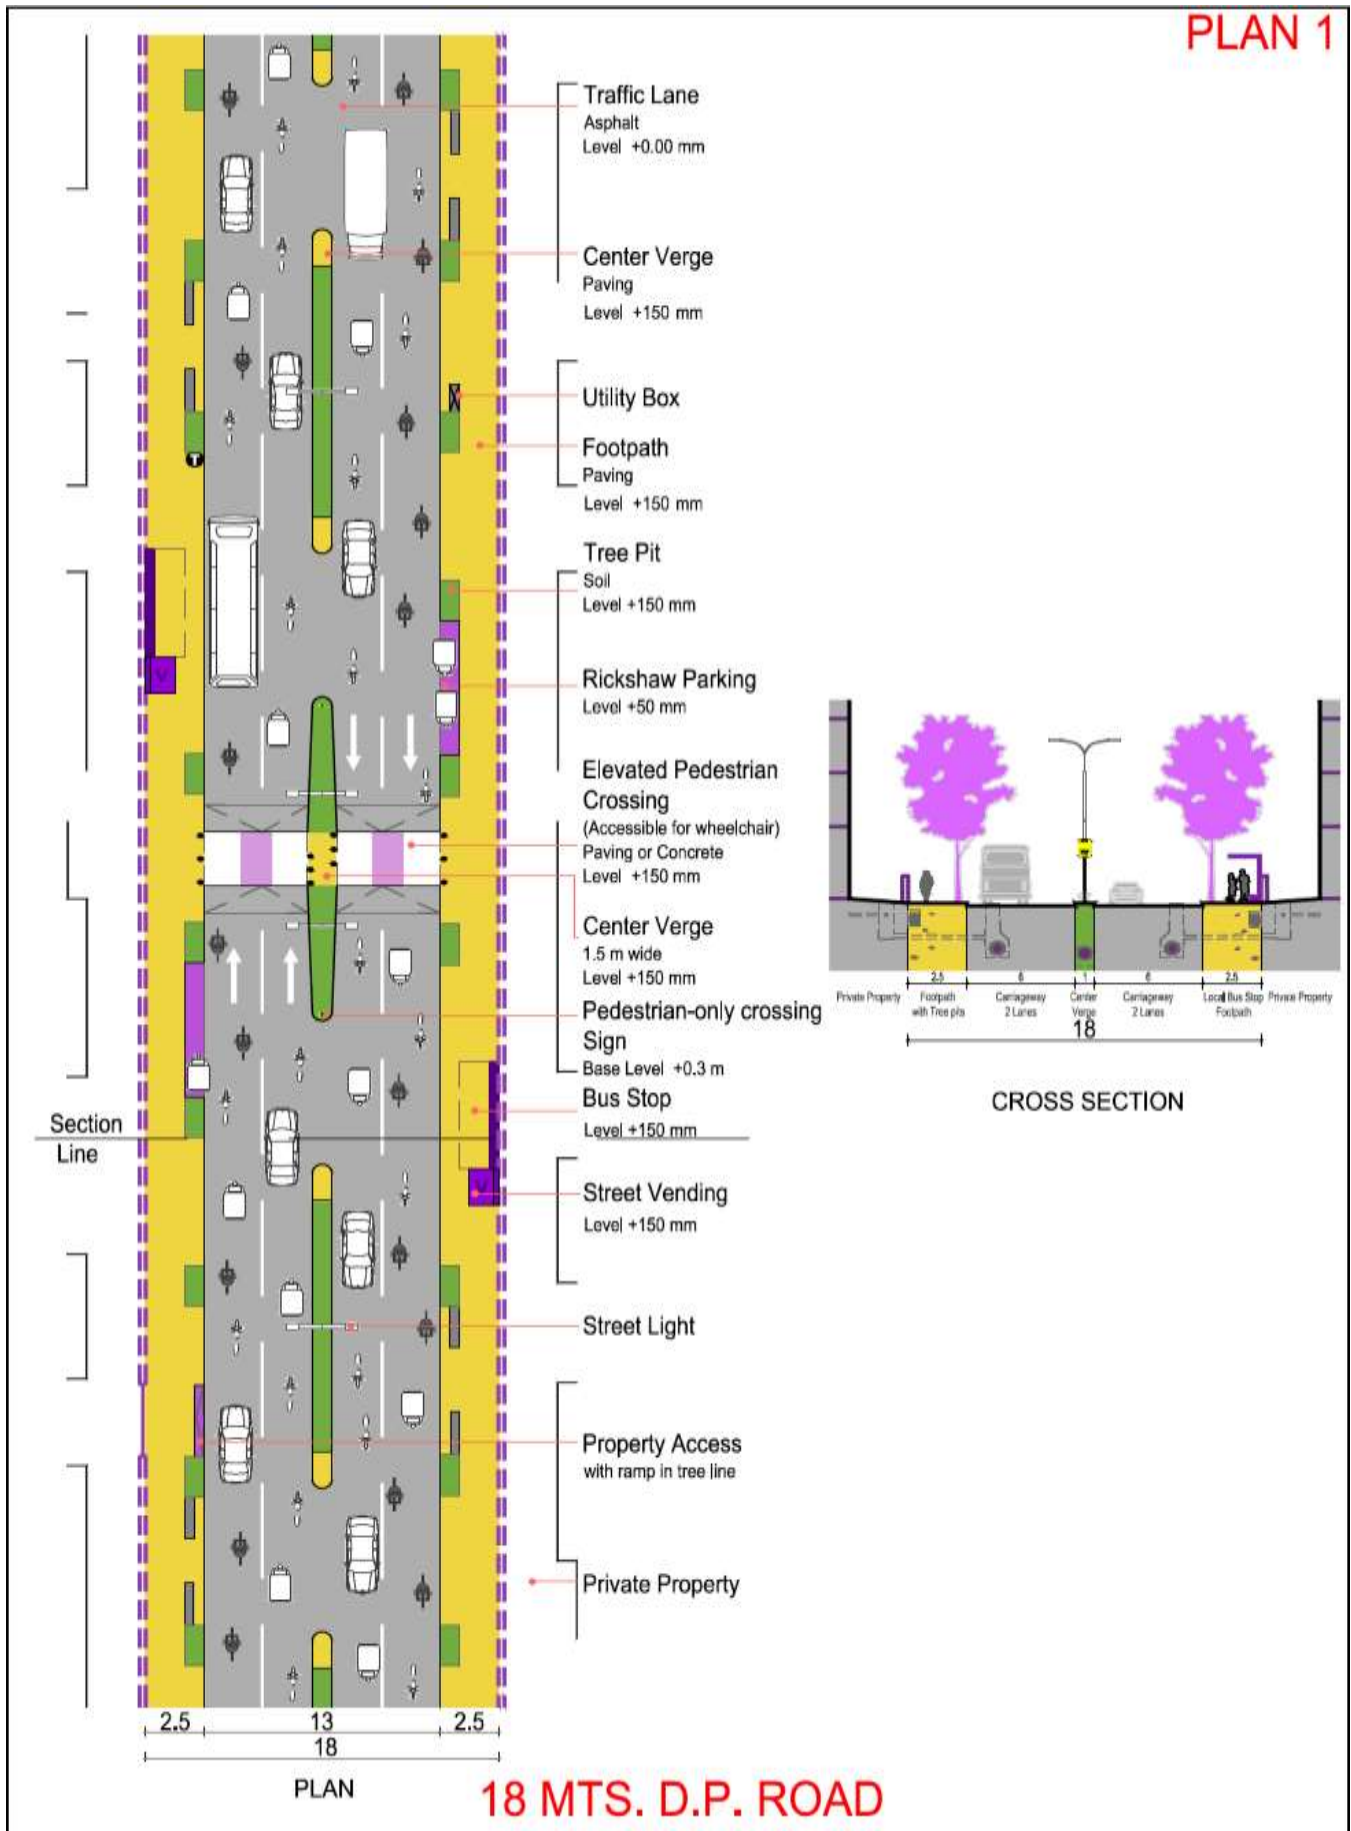 PLAN 1
Traffic Lane
Asphalt
Level +0.00 mm
Center Verge
Paving
Level +150 mm
Utility Box
Footpath
Paving
Level +150 mm
Tree Pit
Soil
Level +150 mm
Rickshaw Parking
Level +50 mm
Elevated Pedestrian
Crossing
(Accessible for wheelchair)
Paving or Concrete
Level +150 mm
Center Verge
1.5 m wide
Level +150 mm
Pedestrian-only crossing
Sign
Base Level +0.3 m
Bus Stop
Level +150 mm
Street Vending
Level +150 mm
Street Light
Property Access
with ramp in tree line
Private Property
Section
Line
T
V
V
2.5 13 2.5
18
PLAN
2.5 6 1 6 2.5
Private Property Footpath with Tree pits Carriageway 2 Lanes Center Verge Carriageway 2 Lanes Local Bus Stop Footpath Private Property
18
CROSS SECTION
18 MTS. D.P. ROAD